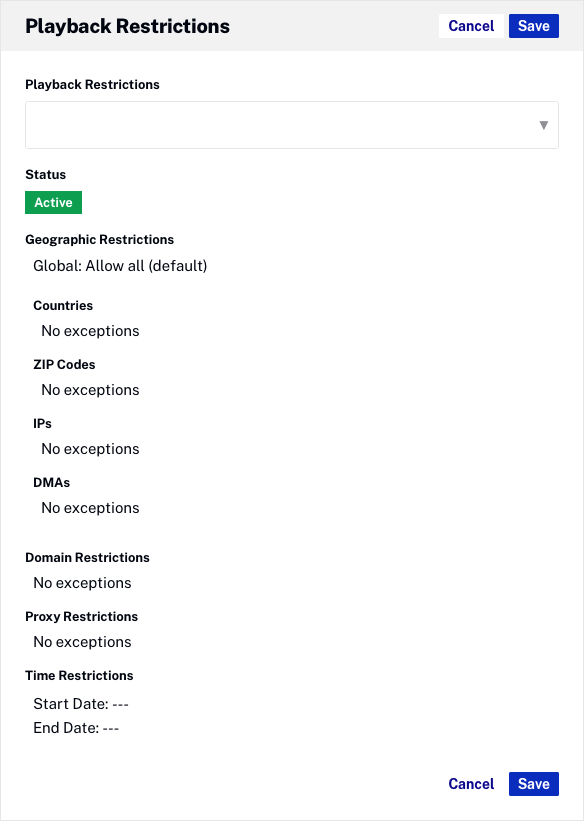 Playback Restrictions
Cancel
Save
Playback Restrictions
Status
Active
Geographic Restrictions
Global: Allow all (default)
Countries
No exceptions
ZIP Codes
No exceptions
IPs
No exceptions
DMAs
No exceptions
Domain Restrictions
No exceptions
Proxy Restrictions
No exceptions
Time Restrictions
Start Date: ---
End Date: ---
Cancel
Save